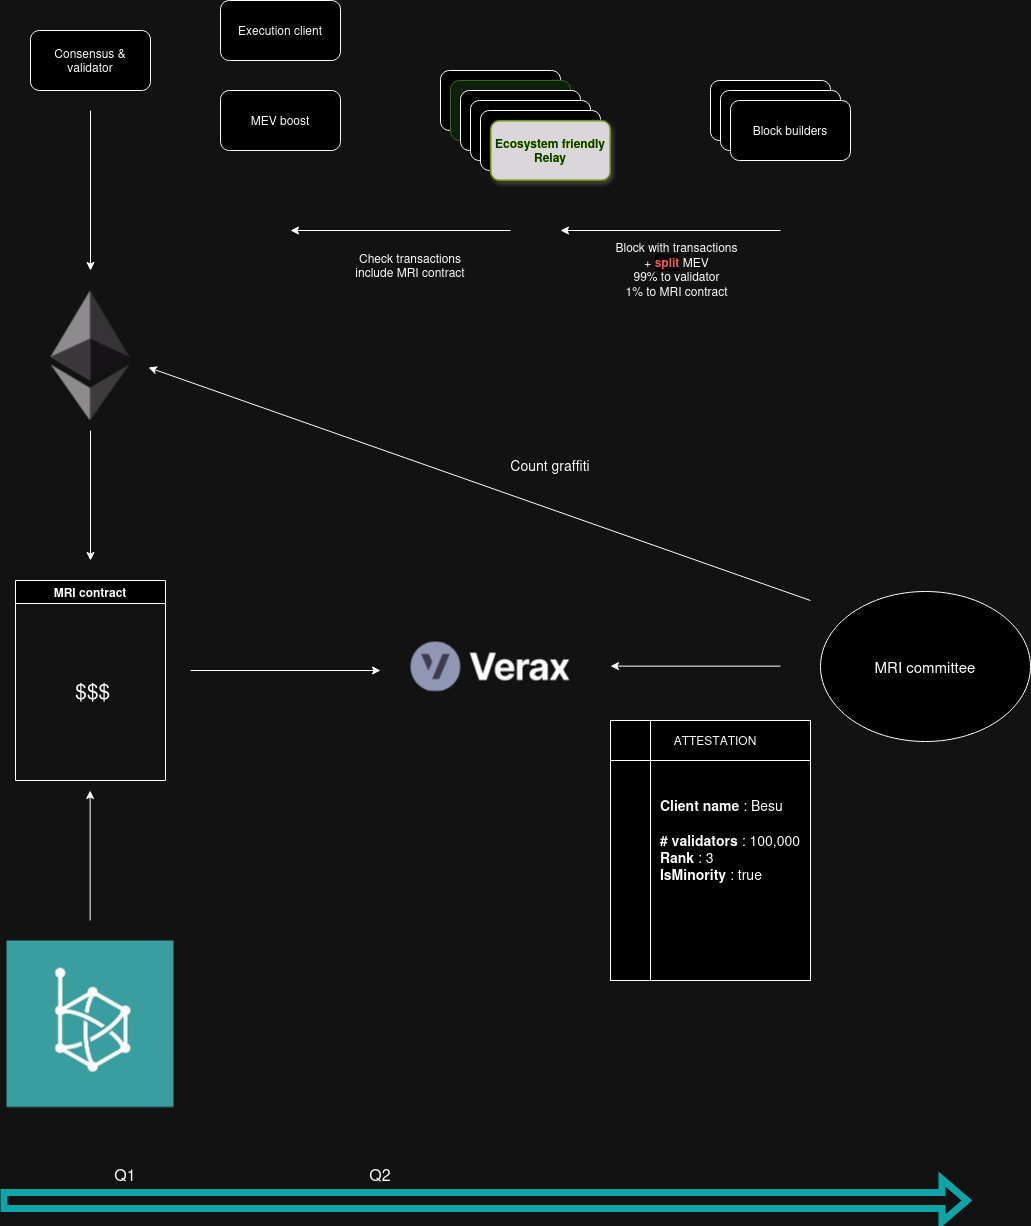 Execution client
Consensus &
validator
MEV boost
Ecosystem friendly
Relay
Block builders
Check transactions
include MRI contract
Block with transactions
+ split MEV
99% to validator
1% to MRI contract
Count graffiti
MRI contract
$$$
Verax
MRI committee
ATTESTATION
Client name : Besu
# validators : 100,000
Rank : 3
IsMinority : true
Q1
Q2